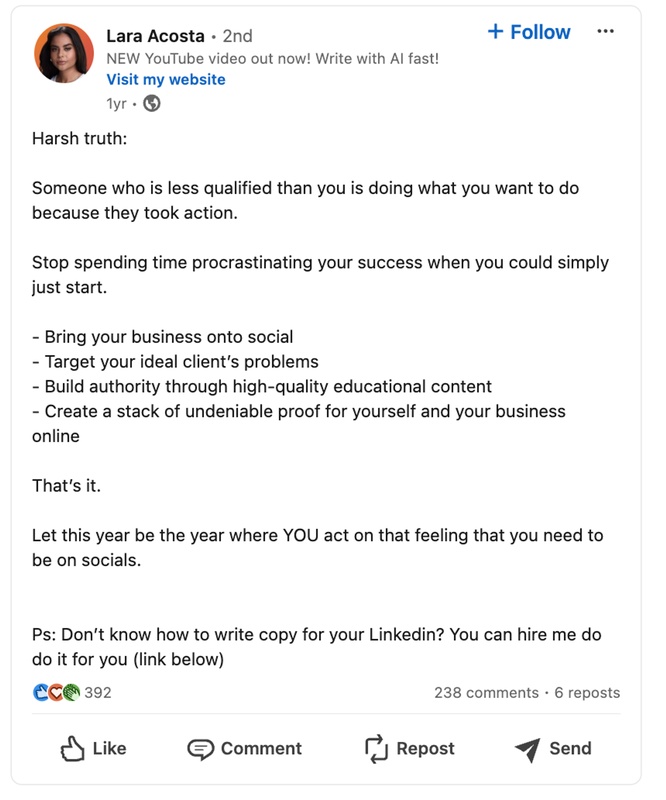 Lara Acosta • 2nd
+ Follow
NEW YouTube video out now! Write with AI fast!
Visit my website
1yr •
Harsh truth:
Someone who is less qualified than you is doing what you want to do
because they took action.
Stop spending time procrastinating your success when you could simply
just start.
- Bring your business onto social
- Target your ideal client’s problems
- Build authority through high-quality educational content
- Create a stack of undeniable proof for yourself and your business
online
That’s it.
Let this year be the year where YOU act on that feeling that you need to
be on socials.
Ps: Don’t know how to write copy for your Linkedin? You can hire me do
do it for you (link below)
392
238 comments • 6 reposts
Like
Comment
Repost
Send